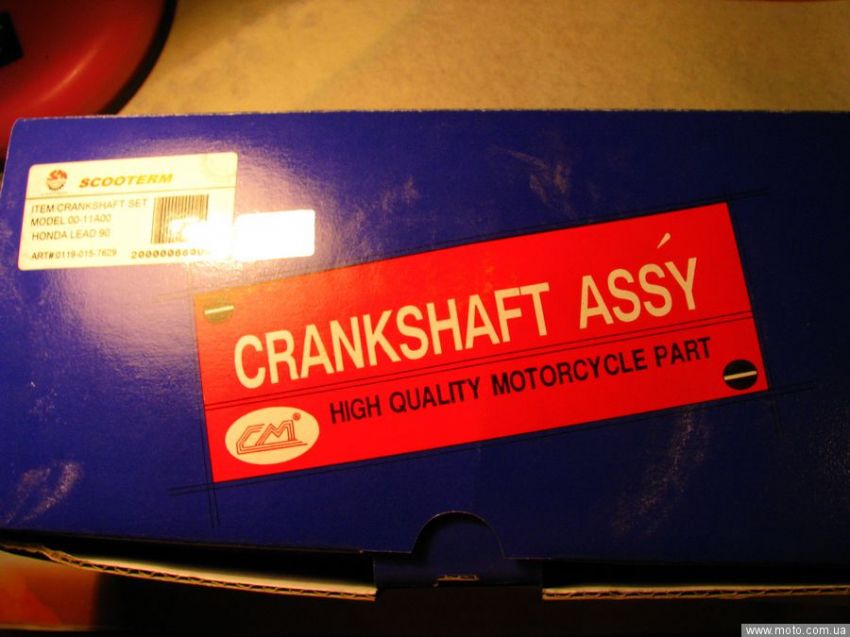 SCOOTERM
ITEM:CRANKSHAFT SET
MODEL:00-11A00
HONDA LEAD 90
ART# 0119-015-7629
CRANKSHAFT ASS'Y
HIGH QUALITY MOTORCYCLE PART
CM®
www.moto.com.ua